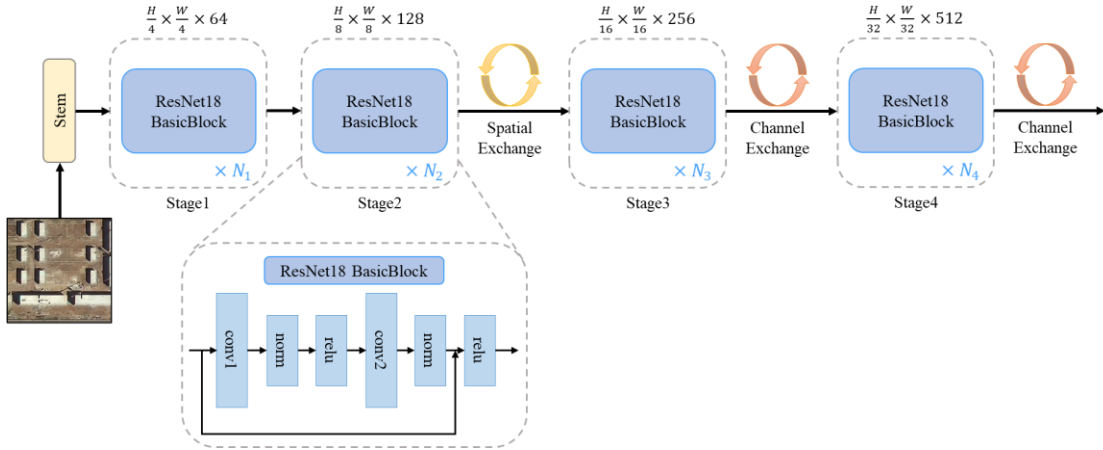 H/4 × W/4 × 64
H/8 × W/8 × 128
H/16 × W/16 × 256
H/32 × W/32 × 512
Stem
ResNet18
BasicBlock
× N₁
Stage1
ResNet18
BasicBlock
× N₂
Stage2
Spatial
Exchange
ResNet18
BasicBlock
× N₃
Stage3
Channel
Exchange
ResNet18
BasicBlock
× N₄
Stage4
Channel
Exchange
ResNet18 BasicBlock
conv1
norm
relu
conv2
norm
relu